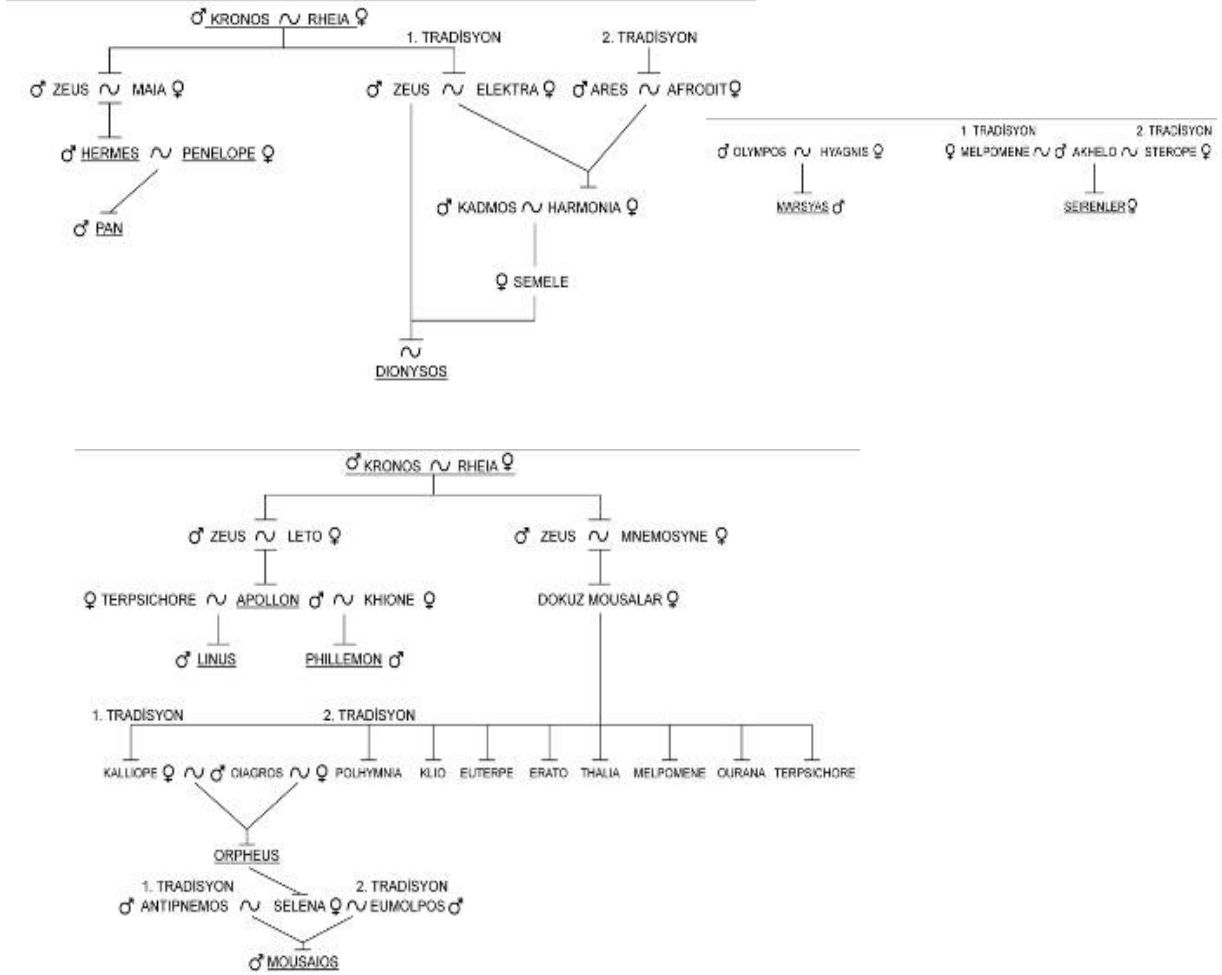 ♂ KRONOS ∾ RHEIA ♀
1. TRADİSYON 2. TRADİSYON
♂ ZEUS ∾ MAIA ♀ ♂ ZEUS ∾ ELEKTRA ♀ ♂ ARES ∾ AFRODIT ♀
♂ HERMES ∾ PENELOPE ♀
♂ PAN
♂ KADMOS ∾ HARMONIA ♀
♀ SEMELE
∾
DIONYSOS
♂ OLYMPOS ∾ HYAGNIS ♀
MARSYAS ♂
1. TRADİSYON 2. TRADİSYON
♀ MELPOMENE ∾ ♂ AKHELO ∾ STEROPE ♀
SEIRENLER ♀
♂ KRONOS ∾ RHEIA ♀
♂ ZEUS ∾ LETO ♀ ♂ ZEUS ∾ MNEMOSYNE ♀
♀ TERPSICHORE ∾ APOLLON ♂ ∾ KHIONE ♀ DOKUZ MOUSALAR ♀
♂ LINUS PHILLEMON ♂
1. TRADİSYON 2. TRADİSYON
KALLIOPE ♀ ∾ ♂ OIAGROS ∾ ♀ POLHYMNIA KLIO EUTERPE ERATO THALIA MELPOMENE OURANA TERPSICHORE
ORPHEUS
1. TRADİSYON 2. TRADİSYON
♂ ANTIPNEMOS ∾ SELENA ♀ ∾ EUMOLPOS ♂
♂ MOUSAIOS